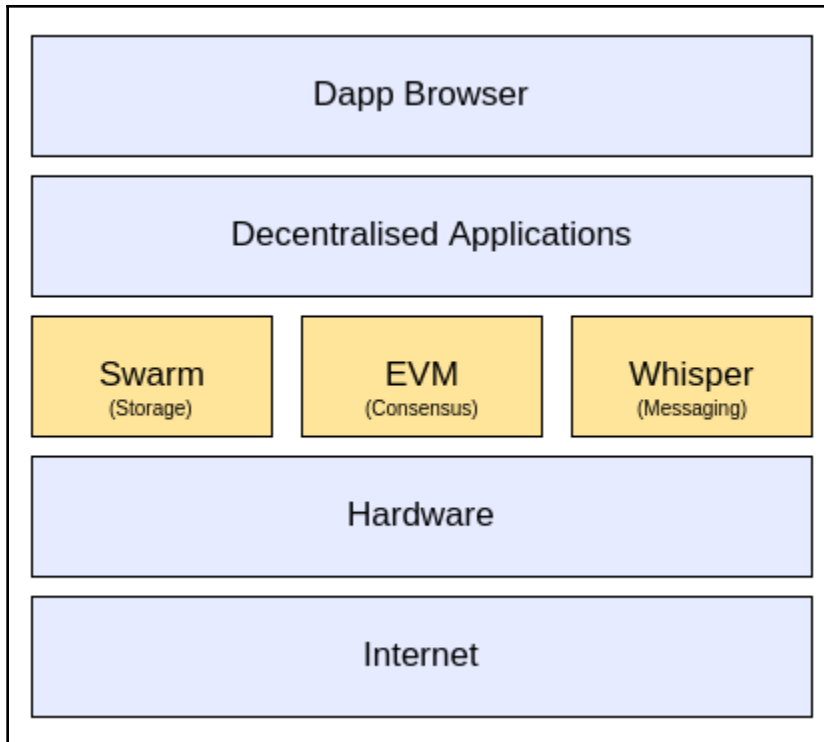 Dapp Browser
Decentralised Applications
Swarm
(Storage)
EVM
(Consensus)
Whisper
(Messaging)
Hardware
Internet